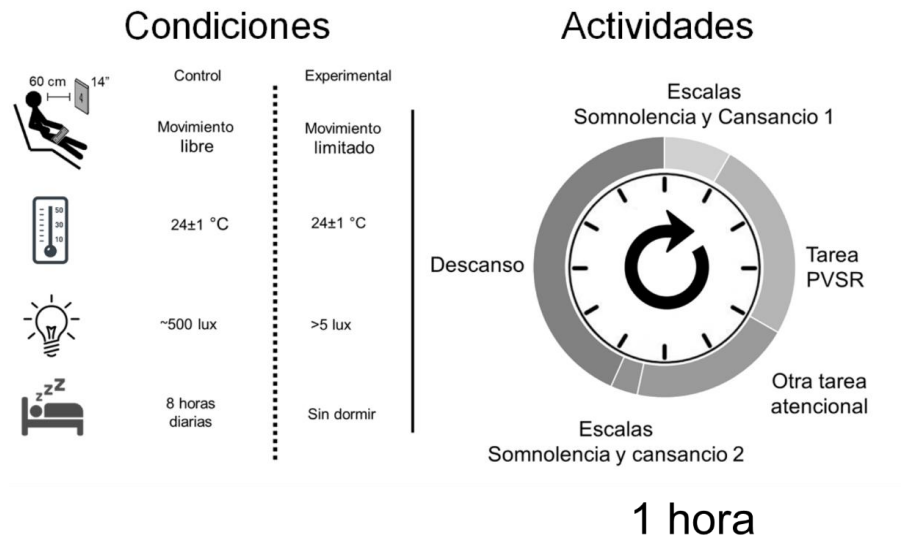 Condiciones
Actividades
60 cm
14"
4
Control
Experimental
Movimiento
libre
Movimiento
limitado
50
30
10
24±1 °C
24±1 °C
~500 lux
>5 lux
zzZ
8 horas
diarias
Sin dormir
Escalas
Somnolencia y Cansancio 1
Descanso
Tarea
PVSR
Otra tarea
atencional
Escalas
Somnolencia y cansancio 2
1 hora